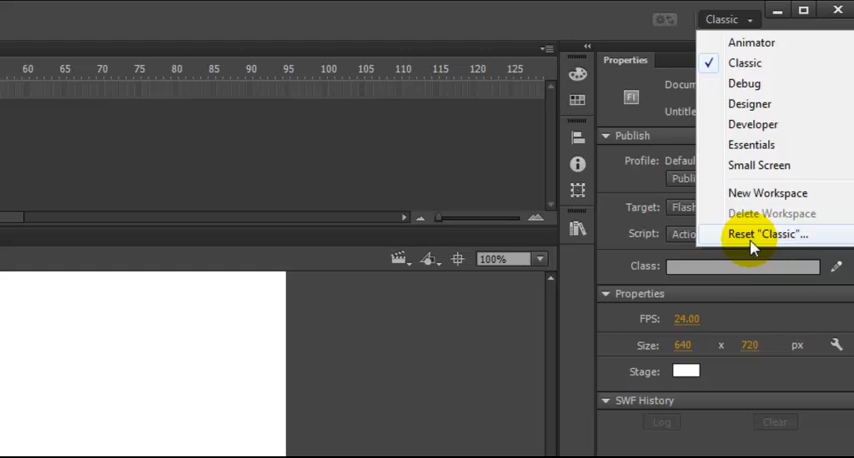 Classic
60 65 70 75 80 85 90 95 100 105 110 115 120 125
Properties
Animator
Classic
Debug
Designer
Developer
Essentials
Small Screen
New Workspace
Delete Workspace
Reset "Classic"...
Fl
Docum
Untitle
Publish
Profile: Defaul
Publi
Target: Flash
Script: Actio
Class:
100%
Properties
FPS: 24.00
Size: 640 x 720 px
Stage:
SWF History
Log Clear